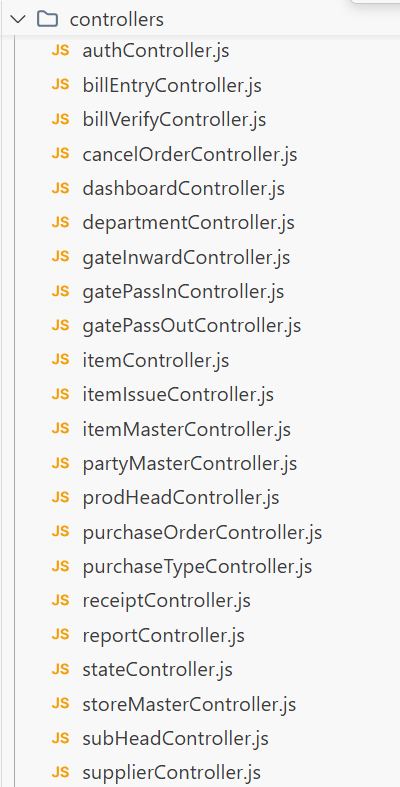 controllers
JS authController.js
JS billEntryController.js
JS billVerifyController.js
JS cancelOrderController.js
JS dashboardController.js
JS departmentController.js
JS gateInwardController.js
JS gatePassInController.js
JS gatePassOutController.js
JS itemController.js
JS itemIssueController.js
JS itemMasterController.js
JS partyMasterController.js
JS prodHeadController.js
JS purchaseOrderController.js
JS purchaseTypeController.js
JS receiptController.js
JS reportController.js
JS stateController.js
JS storeMasterController.js
JS subHeadController.js
JS supplierController.js